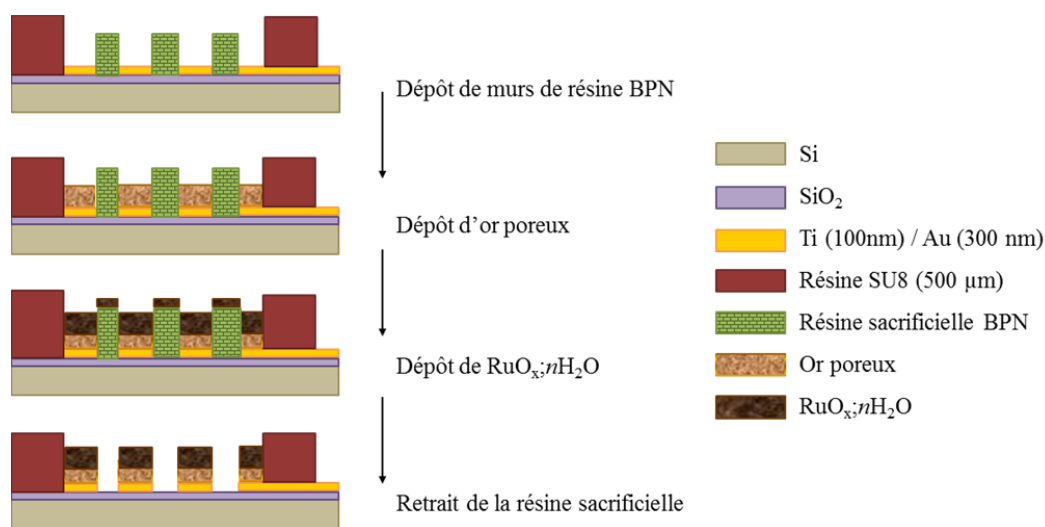 Dépôt de murs de résine BPN
Dépôt d'or poreux
Dépôt de RuOₓ;nH₂O
Retrait de la résine sacrificielle
Si
SiO₂
Ti (100nm) / Au (300 nm)
Résine SU8 (500 µm)
Résine sacrificielle BPN
Or poreux
RuOₓ;nH₂O